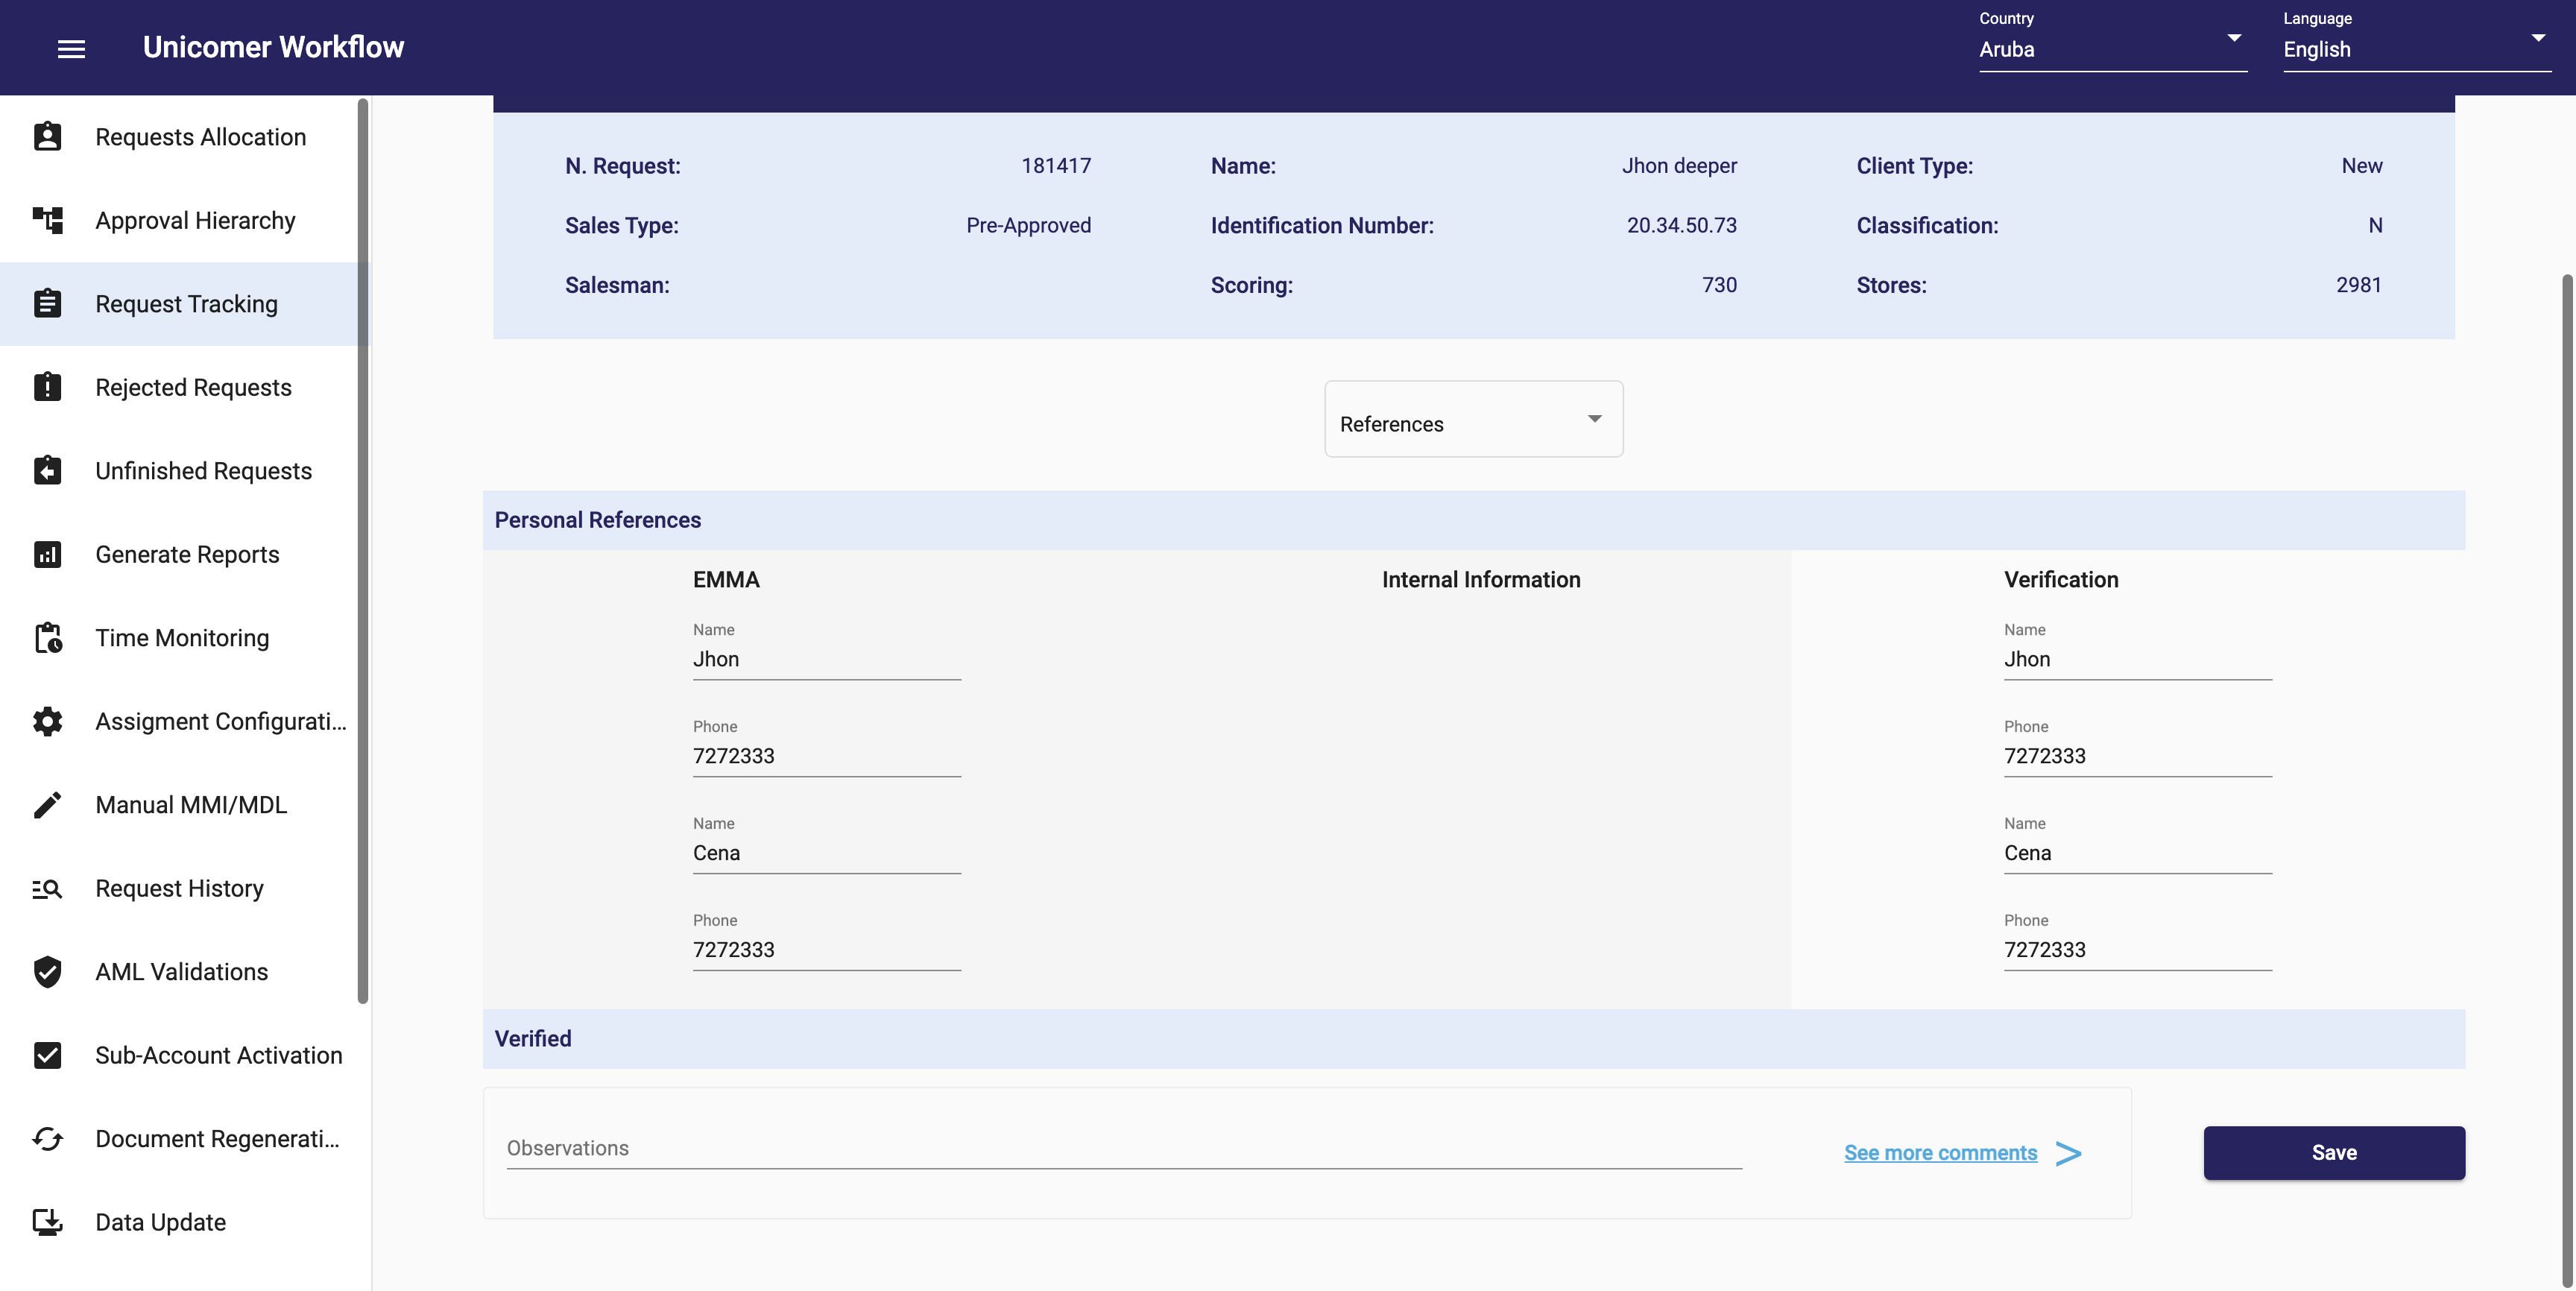 Unicomer Workflow
Country
Aruba
Language
English
Requests Allocation
Approval Hierarchy
Request Tracking
Rejected Requests
Unfinished Requests
Generate Reports
Time Monitoring
Assigment Configurati...
Manual MMI/MDL
Request History
AML Validations
Sub-Account Activation
Document Regenerati...
Data Update
N. Request: 181417 Name: Jhon deeper Client Type: New
Sales Type: Pre-Approved Identification Number: 20.34.50.73 Classification: N
Salesman: Scoring: 730 Stores: 2981
References
Personal References
EMMA Internal Information Verification
Name Name
Jhon Jhon
Phone Phone
7272333 7272333
Name Name
Cena Cena
Phone Phone
7272333 7272333
Verified
Observations See more comments > Save